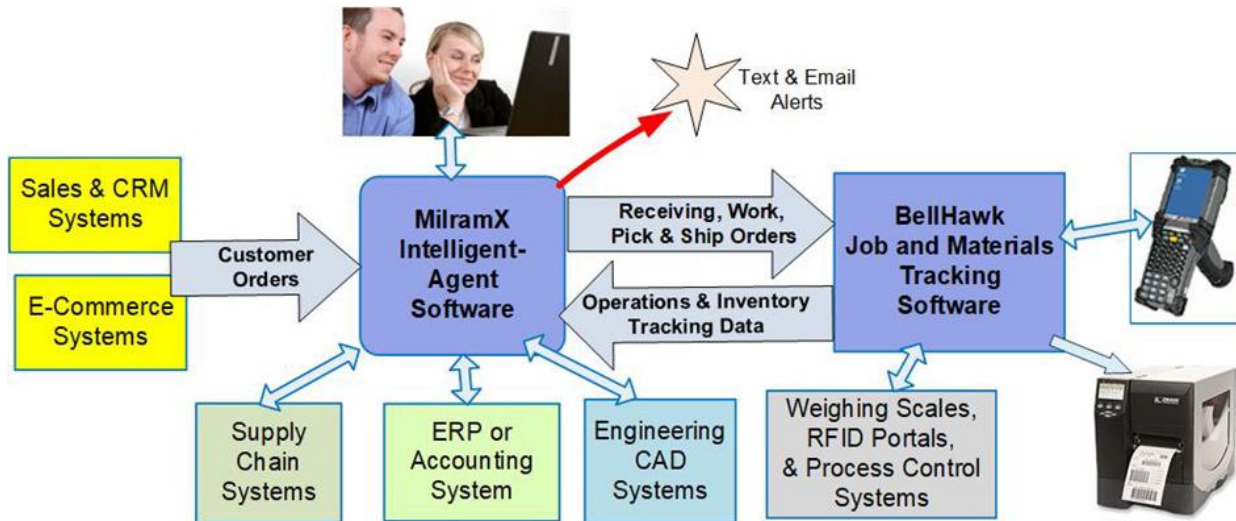 Text & Email
Alerts
Sales & CRM
Systems
E-Commerce
Systems
Customer
Orders
MilramX
Intelligent-
Agent
Software
Receiving, Work,
Pick & Ship Orders
Operations & Inventory
Tracking Data
BellHawk
Job and Materials
Tracking
Software
Supply
Chain
Systems
ERP or
Accounting
System
Engineering
CAD
Systems
Weighing Scales,
RFID Portals,
& Process Control
Systems